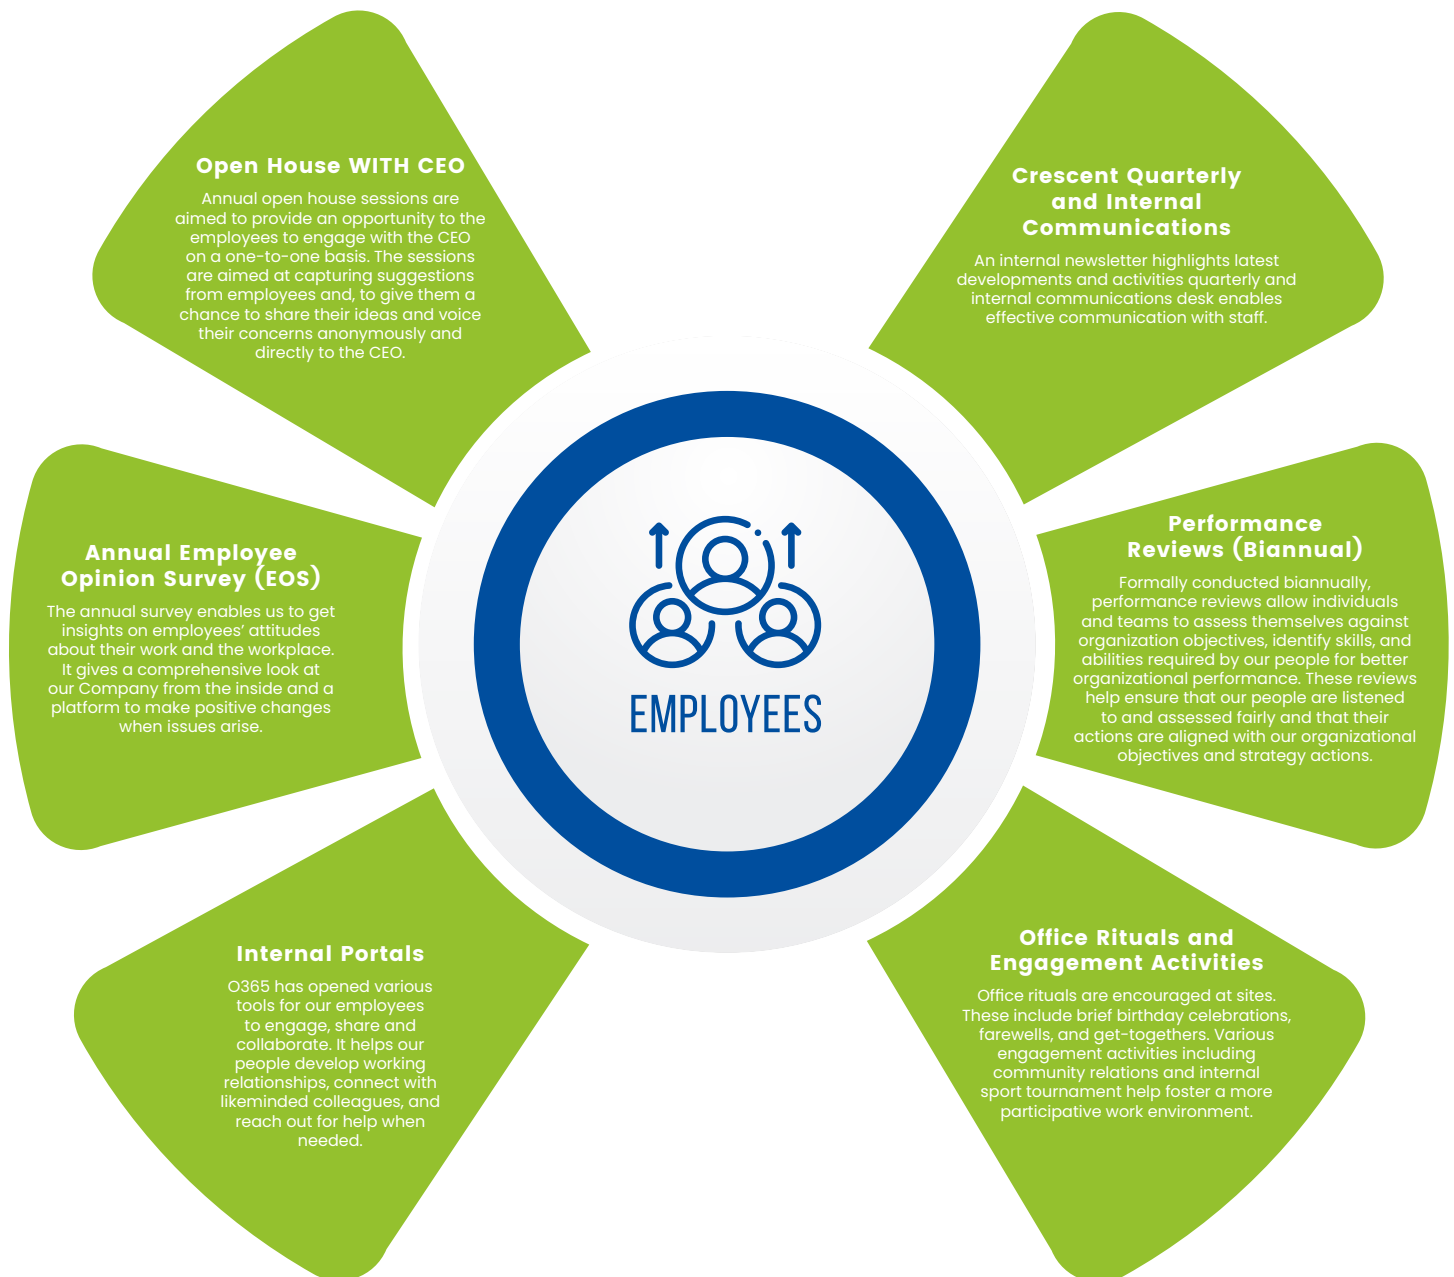 Open House WITH CEO
Annual open house sessions are
aimed to provide an opportunity to the
employees to engage with the CEO
on a one-to-one basis. The sessions
are aimed at capturing suggestions
from employees and, to give them a
chance to share their ideas and voice
their concerns anonymously and
directly to the CEO.
Crescent Quarterly
and Internal
Communications
An internal newsletter highlights latest
developments and activities quarterly and
internal communications desk enables
effective communication with staff.
Annual Employee
Opinion Survey (EOS)
The annual survey enables us to get
insights on employees’ attitudes
about their work and the workplace.
It gives a comprehensive look at
our Company from the inside and a
platform to make positive changes
when issues arise.
EMPLOYEES
Performance
Reviews (Biannual)
Formally conducted biannually,
performance reviews allow individuals
and teams to assess themselves against
organization objectives, identify skills, and
abilities required by our people for better
organizational performance. These reviews
help ensure that our people are listened
to and assessed fairly and that their
actions are aligned with our organizational
objectives and strategy actions.
Internal Portals
O365 has opened various
tools for our employees
to engage, share and
collaborate. It helps our
people develop working
relationships, connect with
likeminded colleagues, and
reach out for help when
needed.
Office Rituals and
Engagement Activities
Office rituals are encouraged at sites.
These include brief birthday celebrations,
farewells, and get-togethers. Various
engagement activities including
community relations and internal
sport tournament help foster a more
participative work environment.